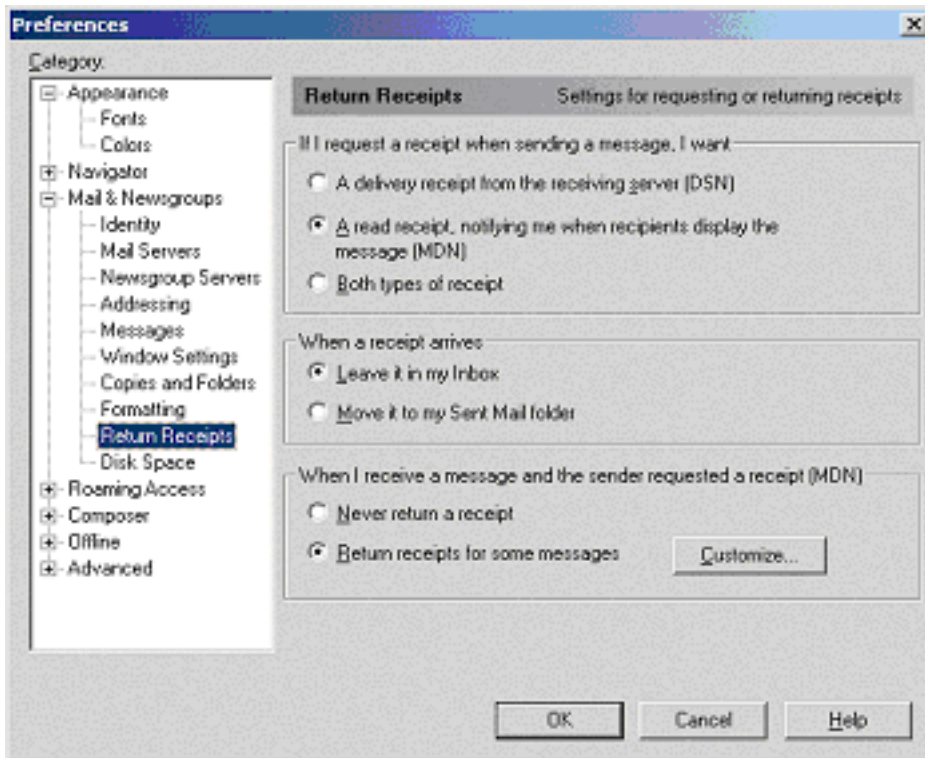 Preferences
Category:
Appearance
Fonts
Colors
Navigator
Mail & Newsgroups
Identity
Mail Servers
Newsgroup Servers
Addressing
Messages
Window Settings
Copies and Folders
Formatting
Return Receipts
Disk Space
Roaming Access
Composer
Offline
Advanced
Return Receipts Settings for requesting or returning receipts
If I request a receipt when sending a message, I want
A delivery receipt from the receiving server (DSN)
A read receipt, notifying me when recipients display the
message (MDN)
Both types of receipt
When a receipt arrives
Leave it in my Inbox
Move it to my Sent Mail folder
When I receive a message and the sender requested a receipt (MDN)
Never return a receipt
Return receipts for some messages
Customize...
OK Cancel Help